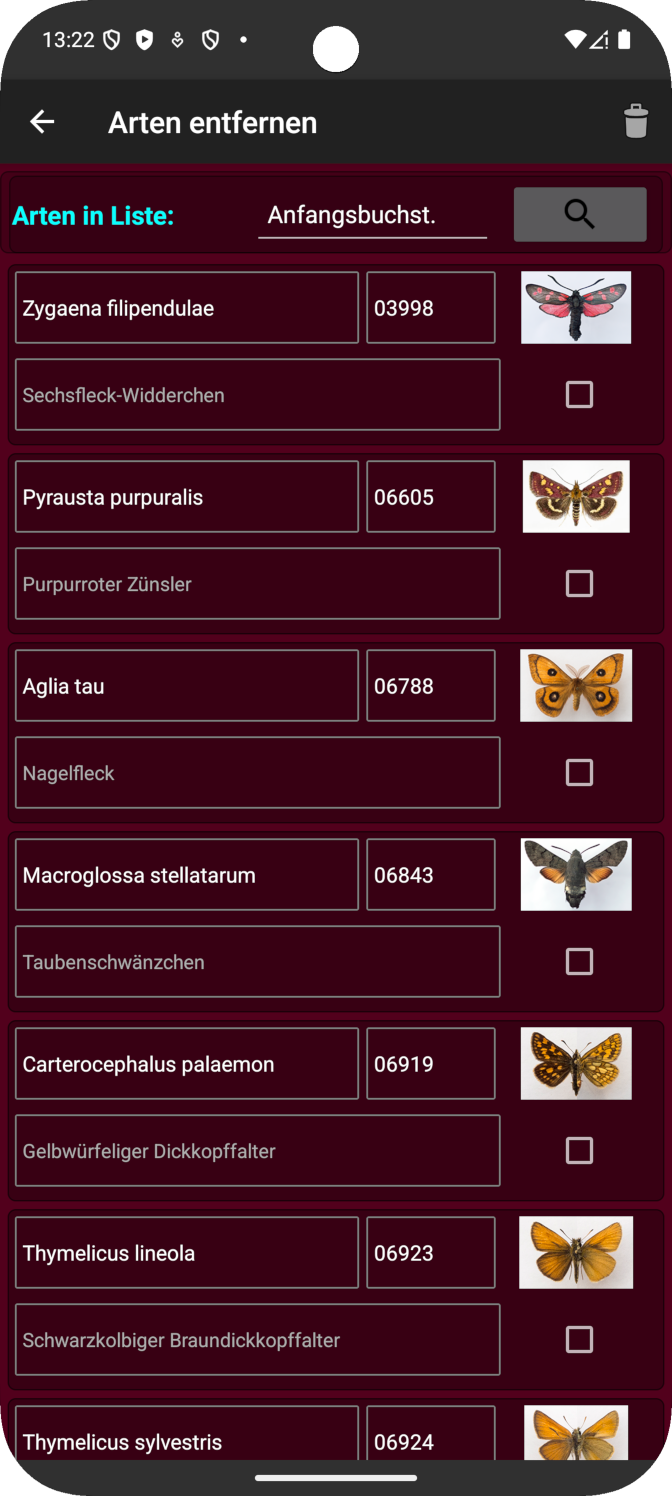 13:22
Arten entfernen
Arten in Liste: Anfangsbuchst.
Zygaena filipendulae 03998
Sechsfleck-Widderchen
Pyrausta purpuralis 06605
Purpurroter Zünsler
Aglia tau 06788
Nagelfleck
Macroglossa stellatarum 06843
Taubenschwänzchen
Carterocephalus palaemon 06919
Gelbwürfeliger Dickkopffalter
Thymelicus lineola 06923
Schwarzkolbiger Braundickkopffalter
Thymelicus sylvestris 06924